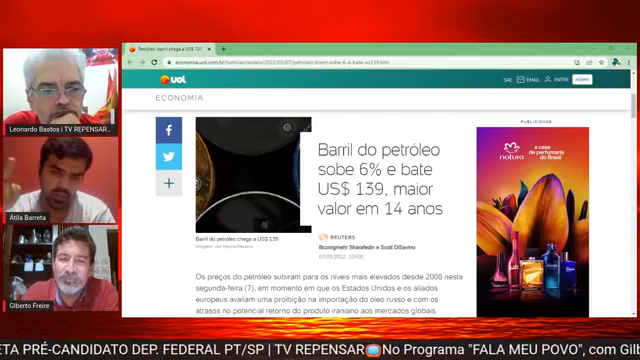 Petróleo: barril chega a US$ 139
economia.uol.com.br/noticias/reuters/2022/03/07/petroleo-brent-sobe-6-e-bate-us139.htm
UOL
SAC
EMAIL
ENTRE
ASSINE
ECONOMIA
Barril do petróleo
sobe 6% e bate
US$ 139, maior
valor em 14 anos
Barril do petróleo chega a US$ 139
REUTERS
Bozorgmehr Sharafedin e Scott DiSavino
07/03/2022
Os preços do petróleo subiram para os níveis mais elevados desde 2008 nesta
segunda-feira (7), em momento em que os Estados Unidos e os aliados
europeus avaliam uma proibição na importação do óleo russo e com os
atrasos no potencial retorno do produto iraniano aos mercados globais.
PUBLICIDADE
natura
a casa
de perfumaria
do Brasil
Leonardo Bastos | TV REPENSAR...
Átila Barreta
Gilberto Freire
ETA PRÉ-CANDIDATO DEP. FEDERAL PT/SP | TV REPENSAR No Programa "FALA MEU POVO", com Gil